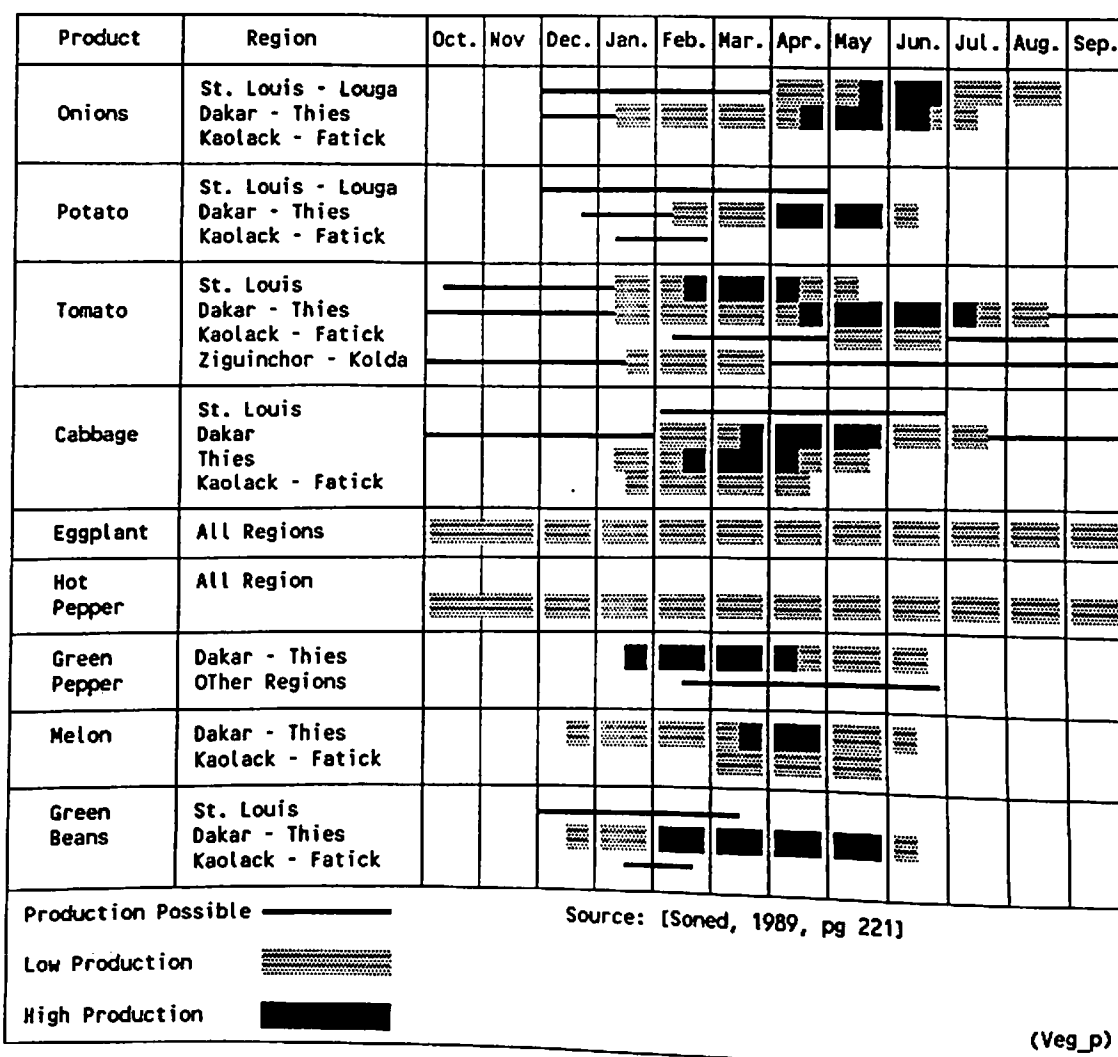 Product Region Oct. Nov Dec. Jan. Feb. Mar. Apr. May Jun. Jul. Aug. Sep.
Onions
St. Louis - Louga
Dakar - Thies
Kaolack - Fatick
Potato
St. Louis - Louga
Dakar - Thies
Kaolack - Fatick
Tomato
St. Louis
Dakar - Thies
Kaolack - Fatick
Ziguinchor - Kolda
Cabbage
St. Louis
Dakar
Thies
Kaolack - Fatick
Eggplant All Regions
Hot
Pepper
All Region
Green
Pepper
Dakar - Thies
OTher Regions
Melon
Dakar - Thies
Kaolack - Fatick
Green
Beans
St. Louis
Dakar - Thies
Kaolack - Fatick
Production Possible
Source: [Soned, 1989, pg 221]
Low Production
High Production
(Veg_p)